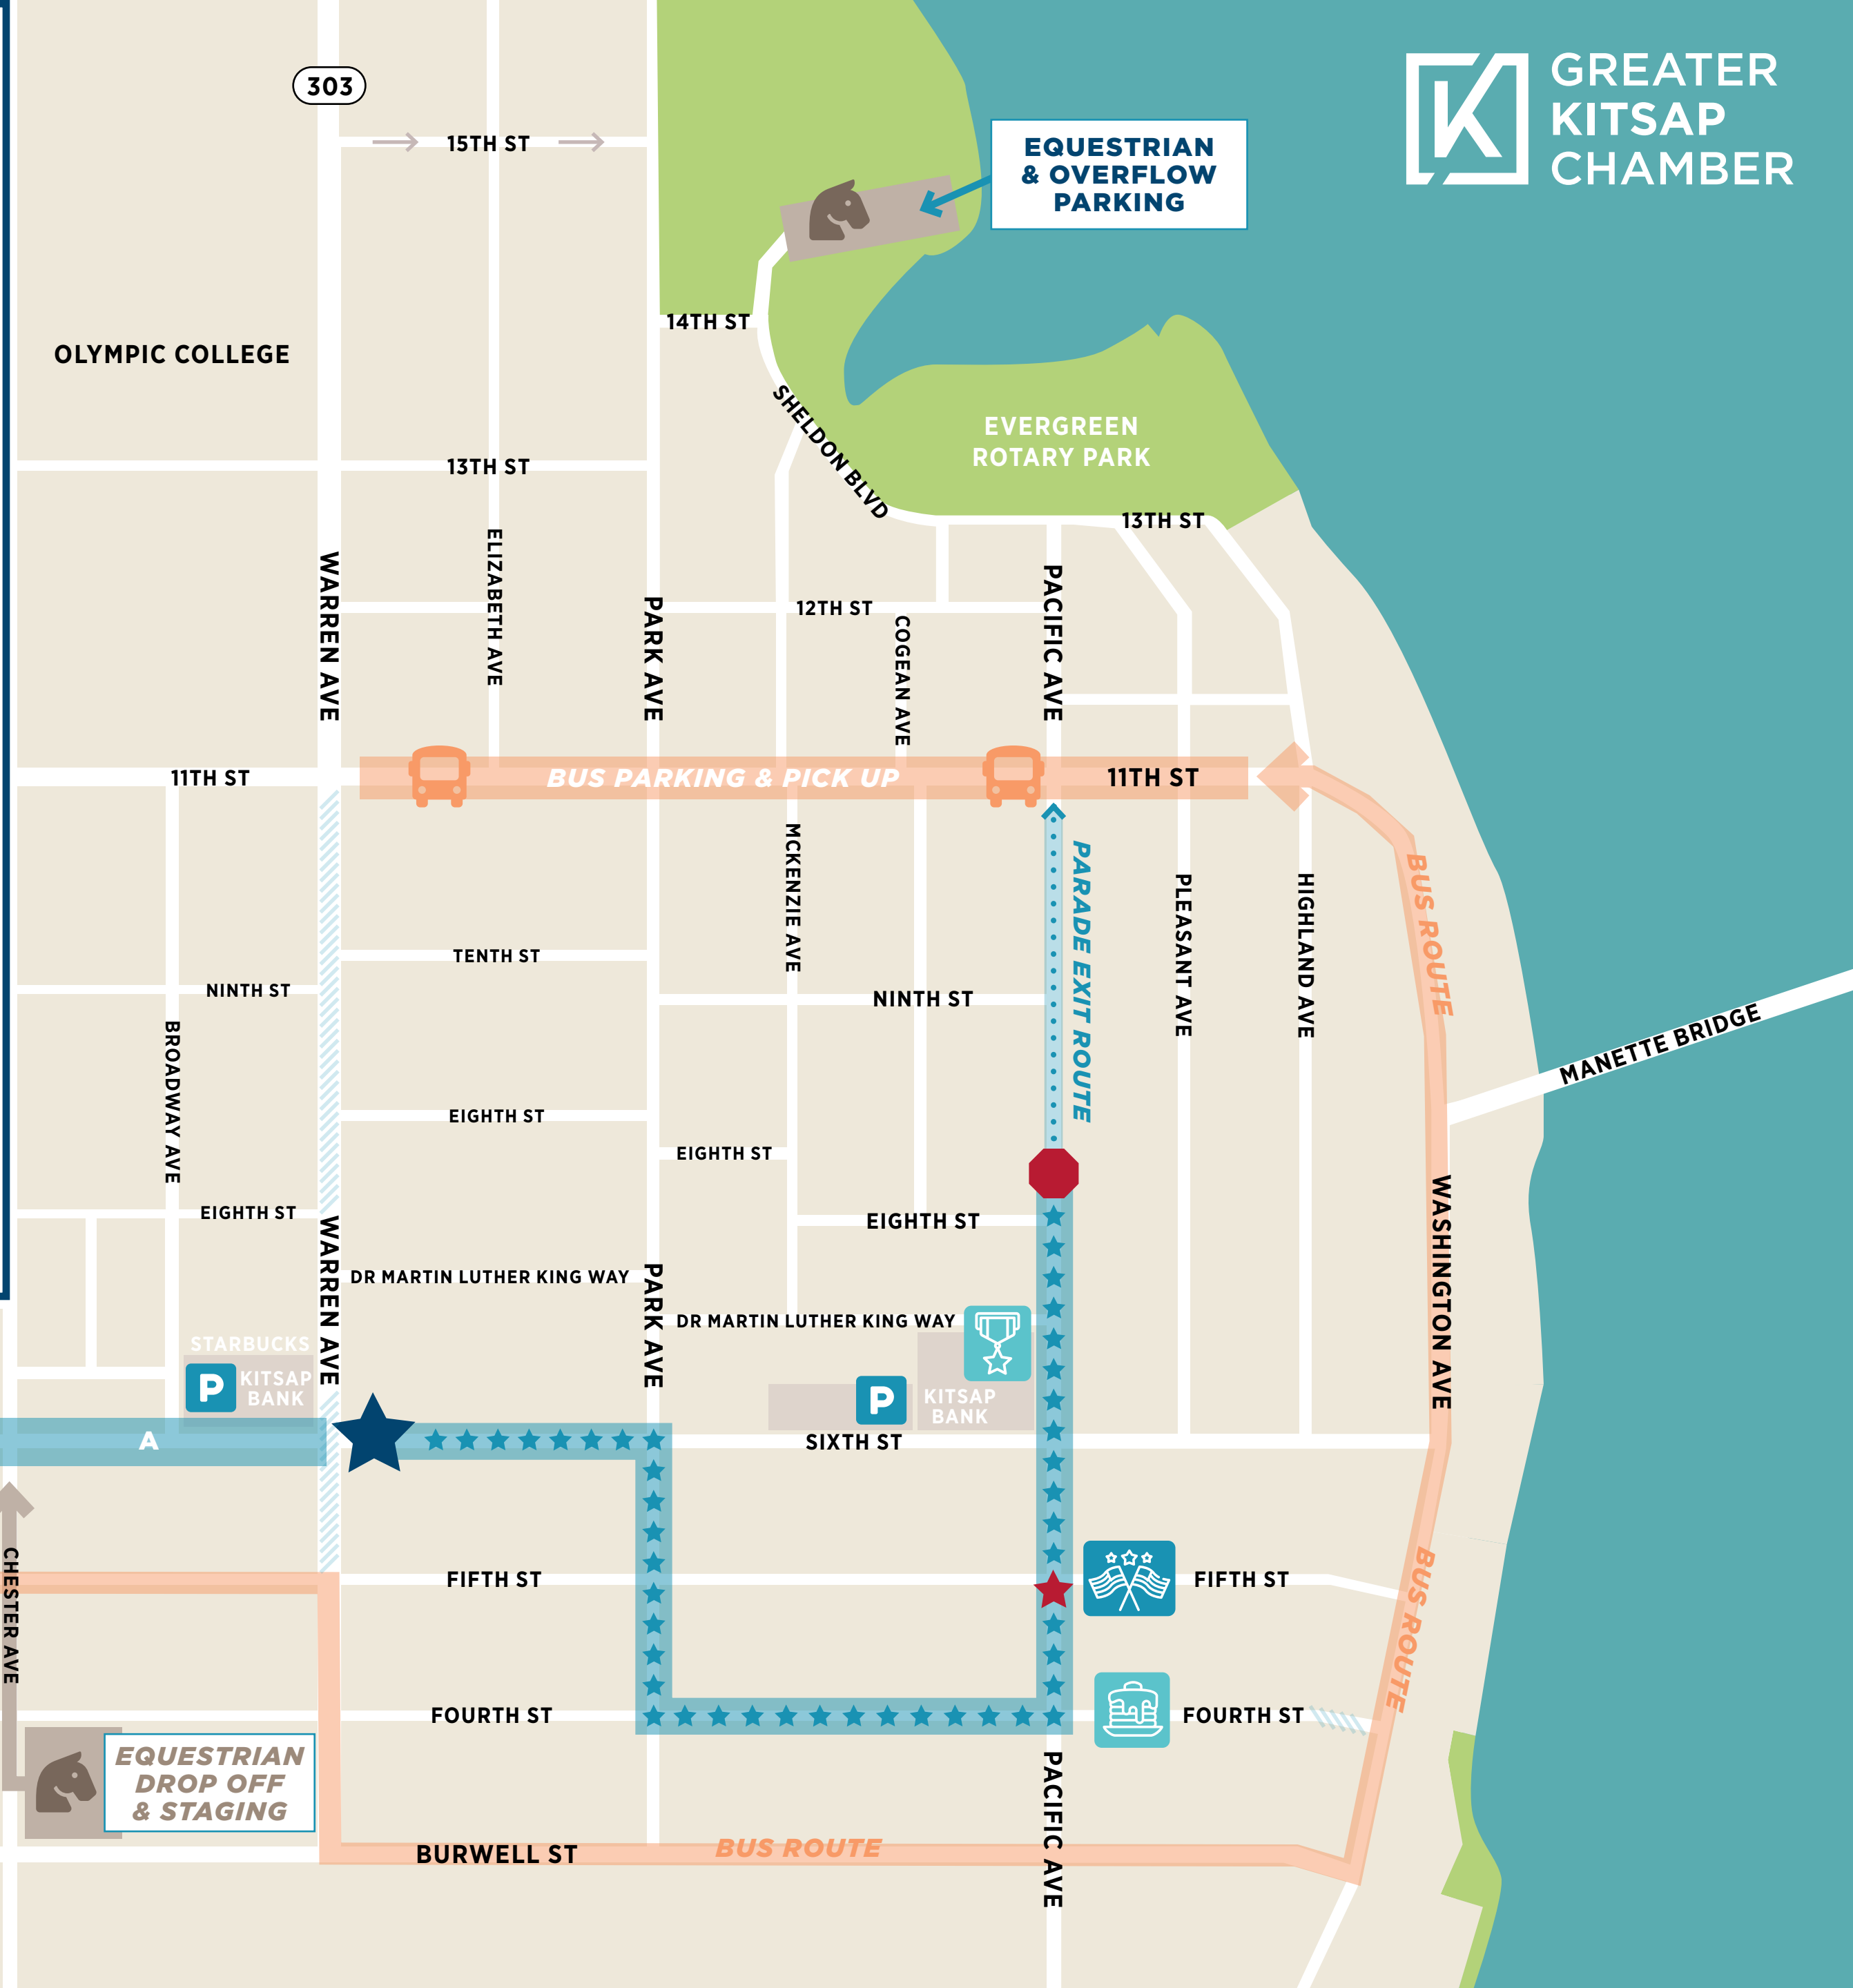 GREATER
KITSAP
CHAMBER
303
15TH ST
EQUESTRIAN
& OVERFLOW
PARKING
14TH ST
OLYMPIC COLLEGE
SHELDON BLVD
EVERGREEN
ROTARY PARK
13TH ST
13TH ST
WARREN AVE
ELIZABETH AVE
PARK AVE
12TH ST
COGEAN AVE
PACIFIC AVE
11TH ST
BUS PARKING & PICK UP
11TH ST
MCKENZIE AVE
PARADE EXIT ROUTE
PLEASANT AVE
HIGHLAND AVE
BUS ROUTE
TENTH ST
NINTH ST
NINTH ST
MANETTE BRIDGE
BROADWAY AVE
EIGHTH ST
EIGHTH ST
EIGHTH ST
EIGHTH ST
WARREN AVE
DR MARTIN LUTHER KING WAY
PARK AVE
DR MARTIN LUTHER KING WAY
WASHINGTON AVE
STARBUCKS
P
KITSAP
BANK
P
KITSAP
BANK
A
SIXTH ST
CHESTER AVE
FIFTH ST
FIFTH ST
BUS ROUTE
FOURTH ST
FOURTH ST
EQUESTRIAN
DROP OFF
& STAGING
PACIFIC AVE
BURWELL ST
BUS ROUTE